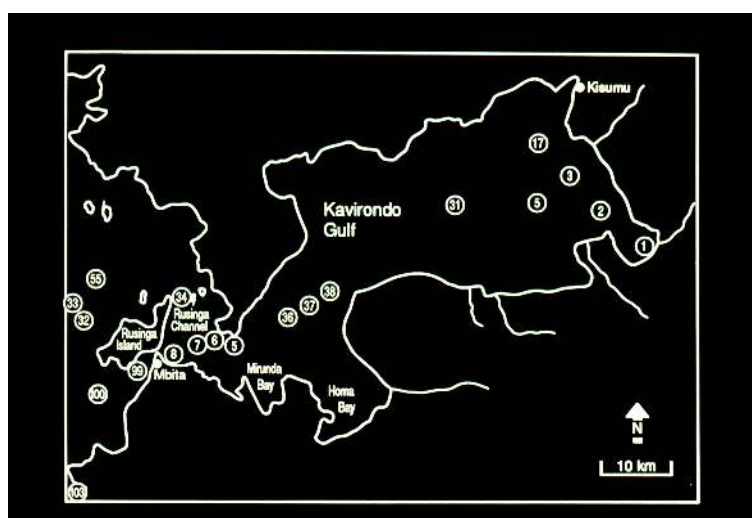 Kisumu
17
3
Kavirondo
Gulf
31
5
2
1
55
38
34
33
37
Rusinga
Channel
36
32
Rusinga
Island
7
6
5
8
99
Mbita
Mirunda
Bay
100
Homa
Bay
N
10 km
103